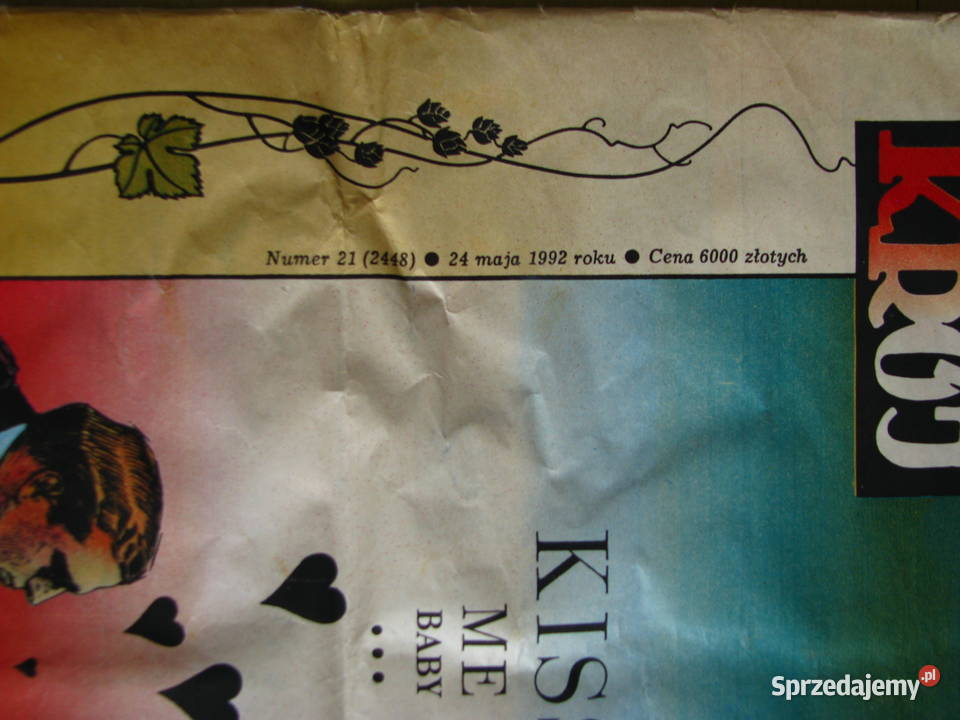 Numer 21 (2448) ● 24 maja 1992 roku ● Cena 6000 złotych
KIS
ME
BABY
...
Sprzedajemy.pl